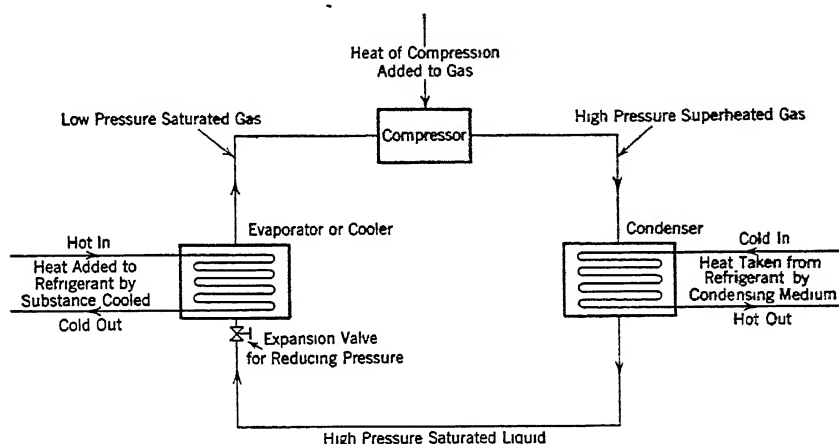 Heat of Compression
Added to Gas
Low Pressure Saturated Gas
High Pressure Superheated Gas
Compressor
Evaporator or Cooler
Condenser
Hot In
Heat Added to
Refrigerant by
Substance Cooled
Cold Out
Cold In
Heat Taken from
Refrigerant by
Condensing Medium
Hot Out
Expansion Valve
for Reducing Pressure
High Pressure Saturated Liquid